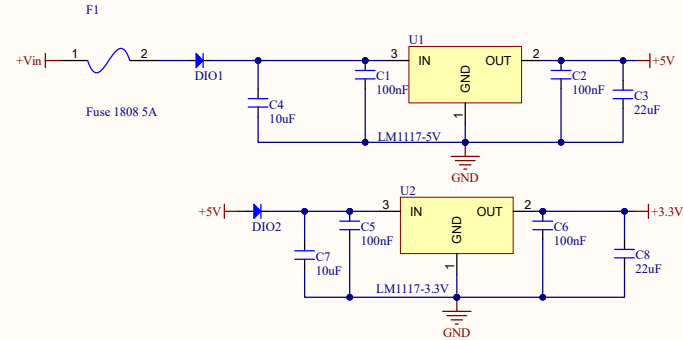 F1
+Vin
1
2
DIO1
Fuse 1808 5A
C4
10uF
C1
100nF
3
U1
IN
OUT
GND
1
2
LM1117-5V
C2
100nF
C3
22uF
+5V
GND
+5V
DIO2
C7
10uF
C5
100nF
3
U2
IN
OUT
GND
1
2
LM1117-3.3V
C6
100nF
C8
22uF
+3.3V
GND